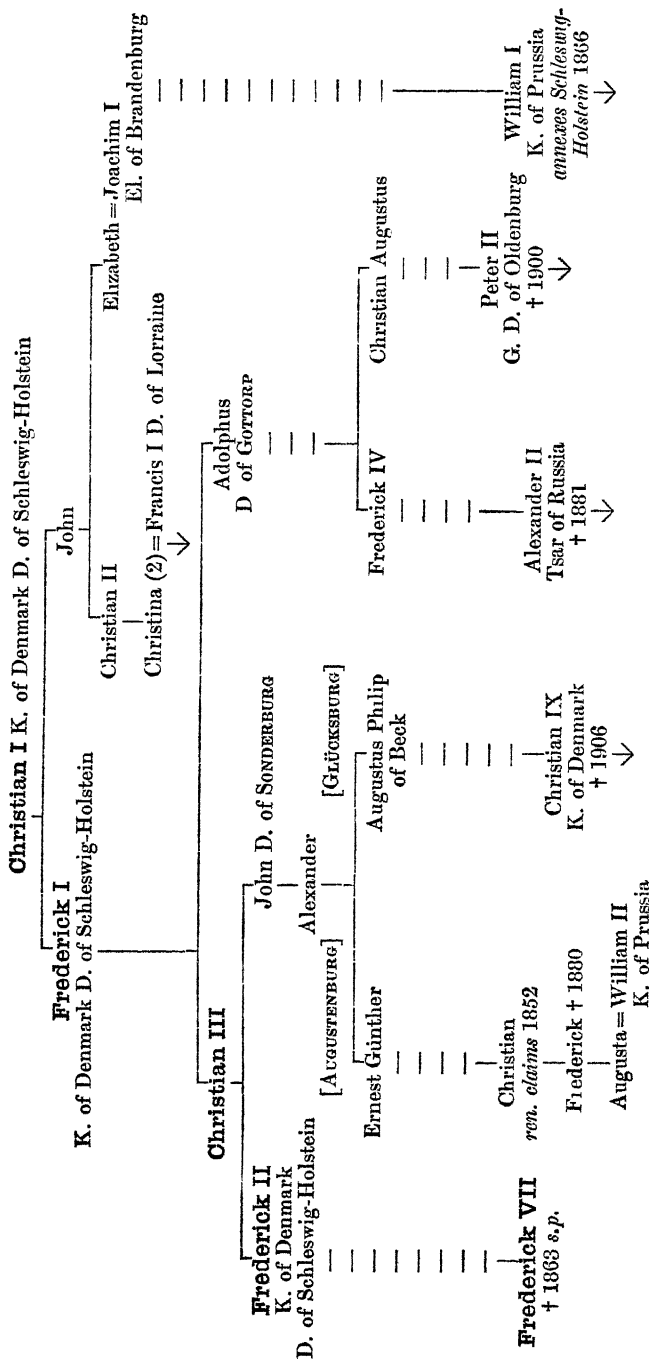 Christian I K. of Denmark D. of Schleswig-Holstein
Frederick I
K. of Denmark D. of Schleswig-Holstein
John
Christian II
Elizabeth=Joachim I
El. of Brandenburg
Christina (2)=Francis I D. of Lorraine
Christian III
Adolphus
D of GOTTORP
Frederick II
K. of Denmark
D. of Schleswig-Holstein
John D. of SONDERBURG
Alexander
[AUGUSTENBURG]
[GLÜCKSBURG]
Ernest Günther
Augustus Philip
of Beck
Frederick IV
Christian Augustus
Frederick VII
† 1863 s.p.
Christian
ren. claims 1852
Frederick † 1880
Augusta=William II
K. of Prussia
Christian IX
K. of Denmark
† 1906
Alexander II
Tsar of Russia
† 1881
Peter II
G. D. of Oldenburg
† 1900
William I
K. of Prussia
annexes Schleswig-
Holstein 1866